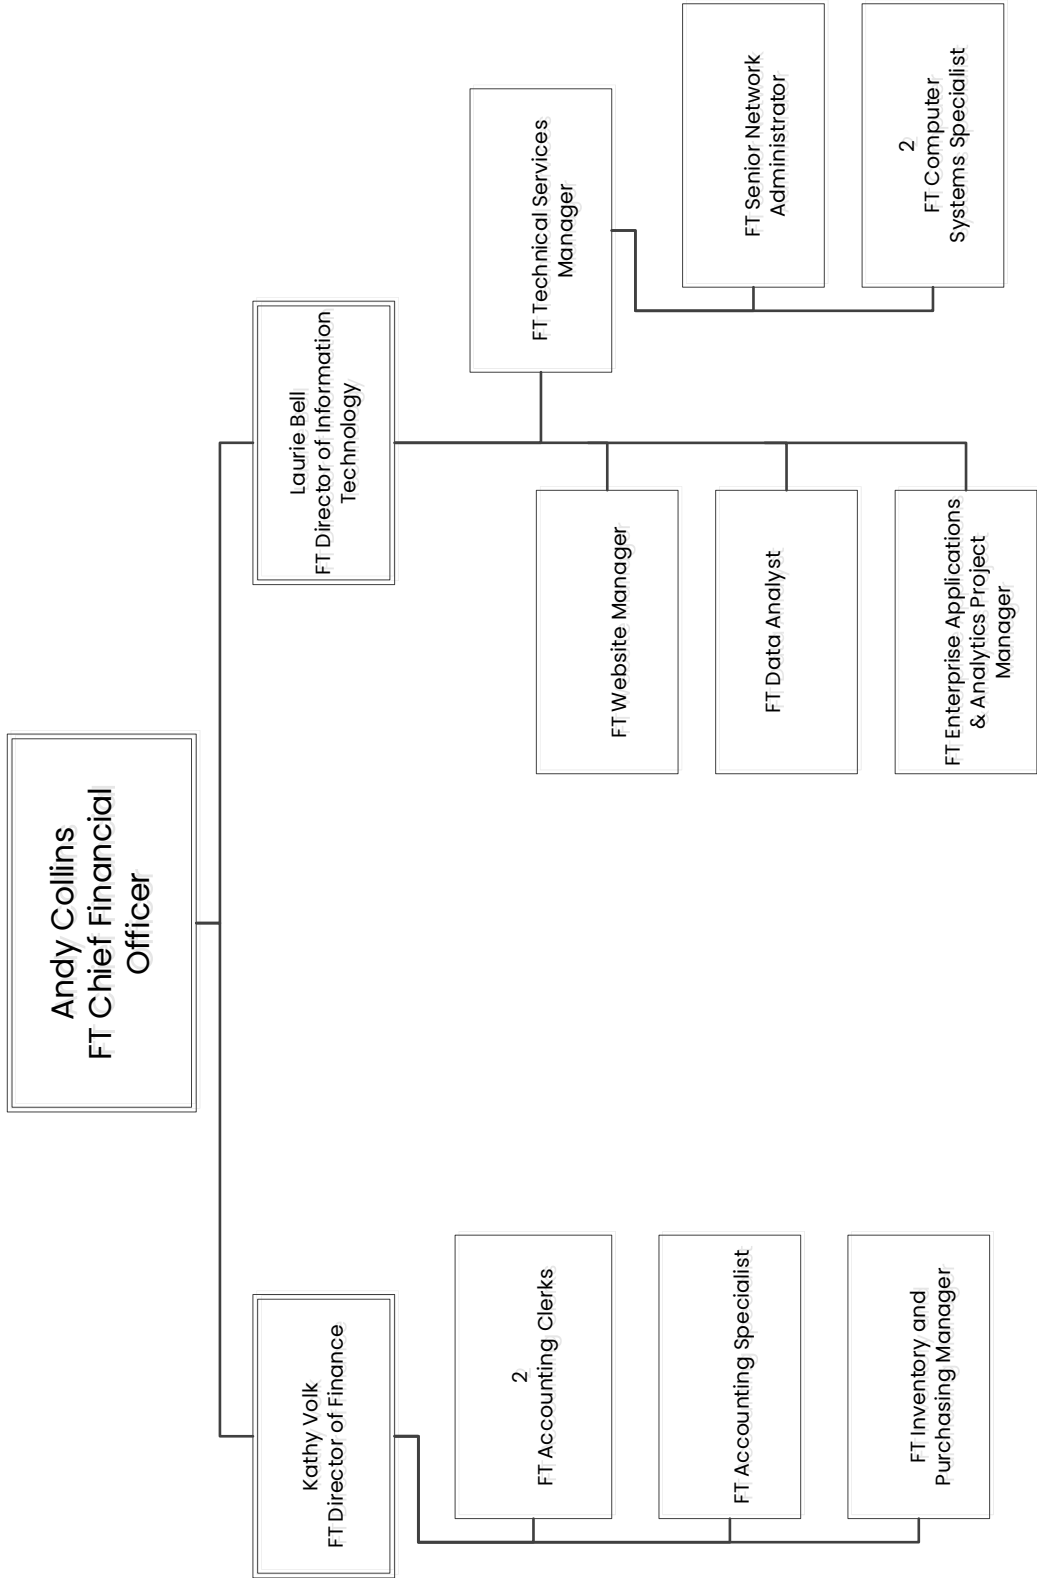 Andy Collins
FT Chief Financial
Officer
Kathy Volk
FT Director of Finance
2
FT Accounting Clerks
FT Accounting Specialist
FT Inventory and
Purchasing Manager
Laurie Bell
FT Director of Information
Technology
FT Technical Services
Manager
FT Senior Network
Administrator
2
FT Computer
Systems Specialist
FT Website Manager
FT Data Analyst
FT Enterprise Applications
& Analytics Project
Manager